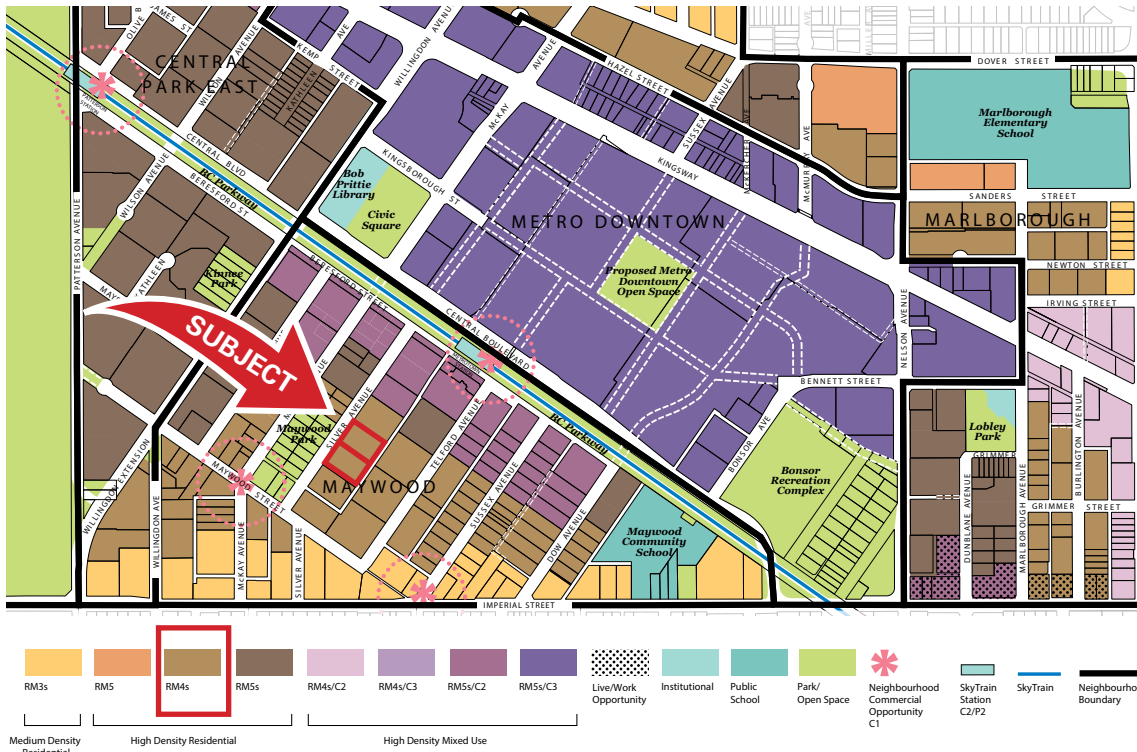 JAMES ST
OLIVE
CENTRAL
PARK EAST
KEMP STREET
AVE
WILLINGDON AVENUE
AVENUE
HAZEL STREET
SUSSEX AVENUE
DOVER STREET
Marlborough
Elementary
School
PATTERSON
STATION
WILSON AVENUE
KATHLEEN
McKAY
CENTRAL BLVD
BC Parkway
BERESFORD ST
KINGSBOROUGH ST
KINGSWAY
McKERCHER AVE
McMURRAY AVE
SANDERS STREET
MARLBOROUGH
Bob
Prittie
Library
Civic
Square
METRO DOWNTOWN
NEWTON STREET
PATTERSON AVENUE
WILSON AVENUE
KATHLEEN
Kinnee
Park
BERESFORD STREET
Proposed Metro
Downtown
Open Space
IRVING STREET
NELSON AVENUE
CENTRAL BOULEVARD
SUBJECT
BENNETT STREET
SILVER AVENUE
Maywood
Park
TELFORD AVENUE
BC Parkway
BONSOR AVE
Lobley
Park
GRIMMER
BURLINGTON AVENUE
MAYWOOD STREET
MAYWOOD
SUSSEX AVENUE
Bonsor
Recreation
Complex
WILLINGDON EXTENSION
WILLINGDON AVE
McKAY AVENUE
SILVER AVENUE
DOW AVENUE
Maywood
Community
School
DUNBLANE AVENUE
MARLBOROUGH AVENUE
GRIMMER STREET
IMPERIAL STREET
RM3s
RM5
RM4s
RM5s
RM4s/C2
RM4s/C3
RM5s/C2
RM5s/C3
Live/Work
Opportunity
Institutional
Public
School
Park/
Open Space
Neighbourhood
Commercial
Opportunity
C1
SkyTrain
Station
C2/P2
SkyTrain
Neighbourho
Boundary
Medium Density
Residential
High Density Residential
High Density Mixed Use